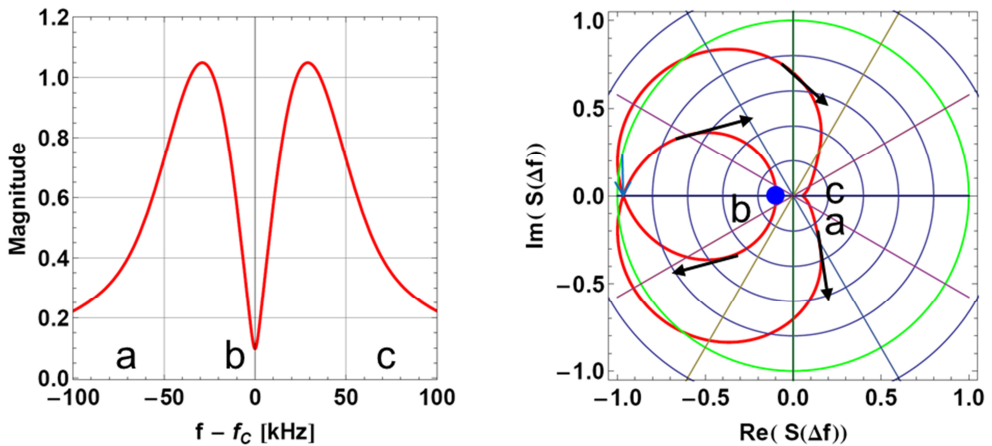 1.2
1.0
0.8
0.6
0.4
0.2
0.0
Magnitude
a b c
−100 −50 0 50 100
f − f_C [kHz]
1.0
0.5
0.0
−0.5
−1.0
Im( S(Δf))
b c
a
−1.0 −0.5 0.0 0.5 1.0
Re( S(Δf))